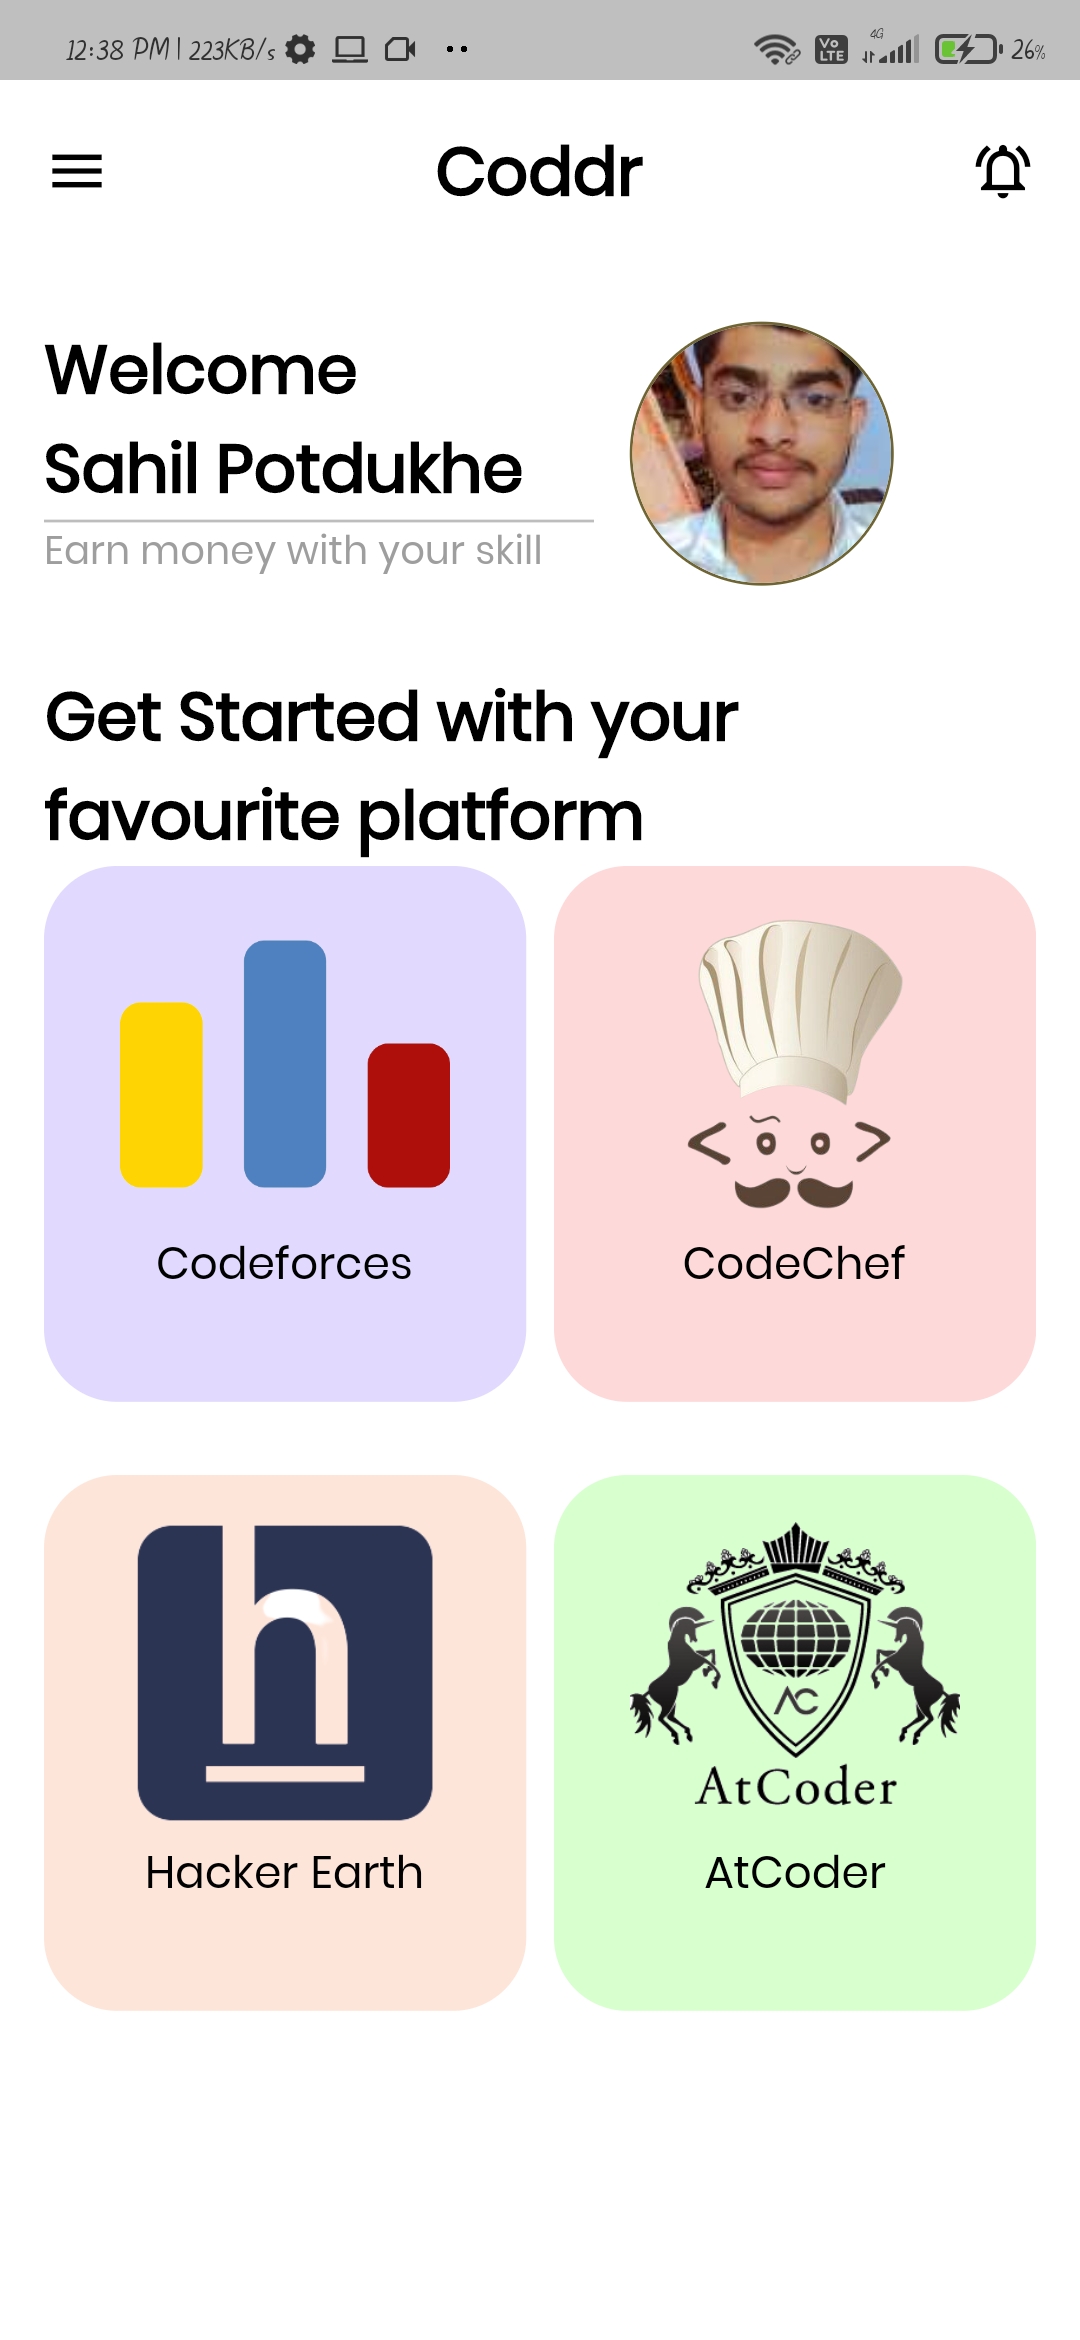 12:38 PM | 223KB/s
Vo LTE
4G
26%
Coddr
Welcome
Sahil Potdukhe
Earn money with your skill
Get Started with your
favourite platform
Codeforces
CodeChef
h
AC
AtCoder
Hacker Earth
AtCoder